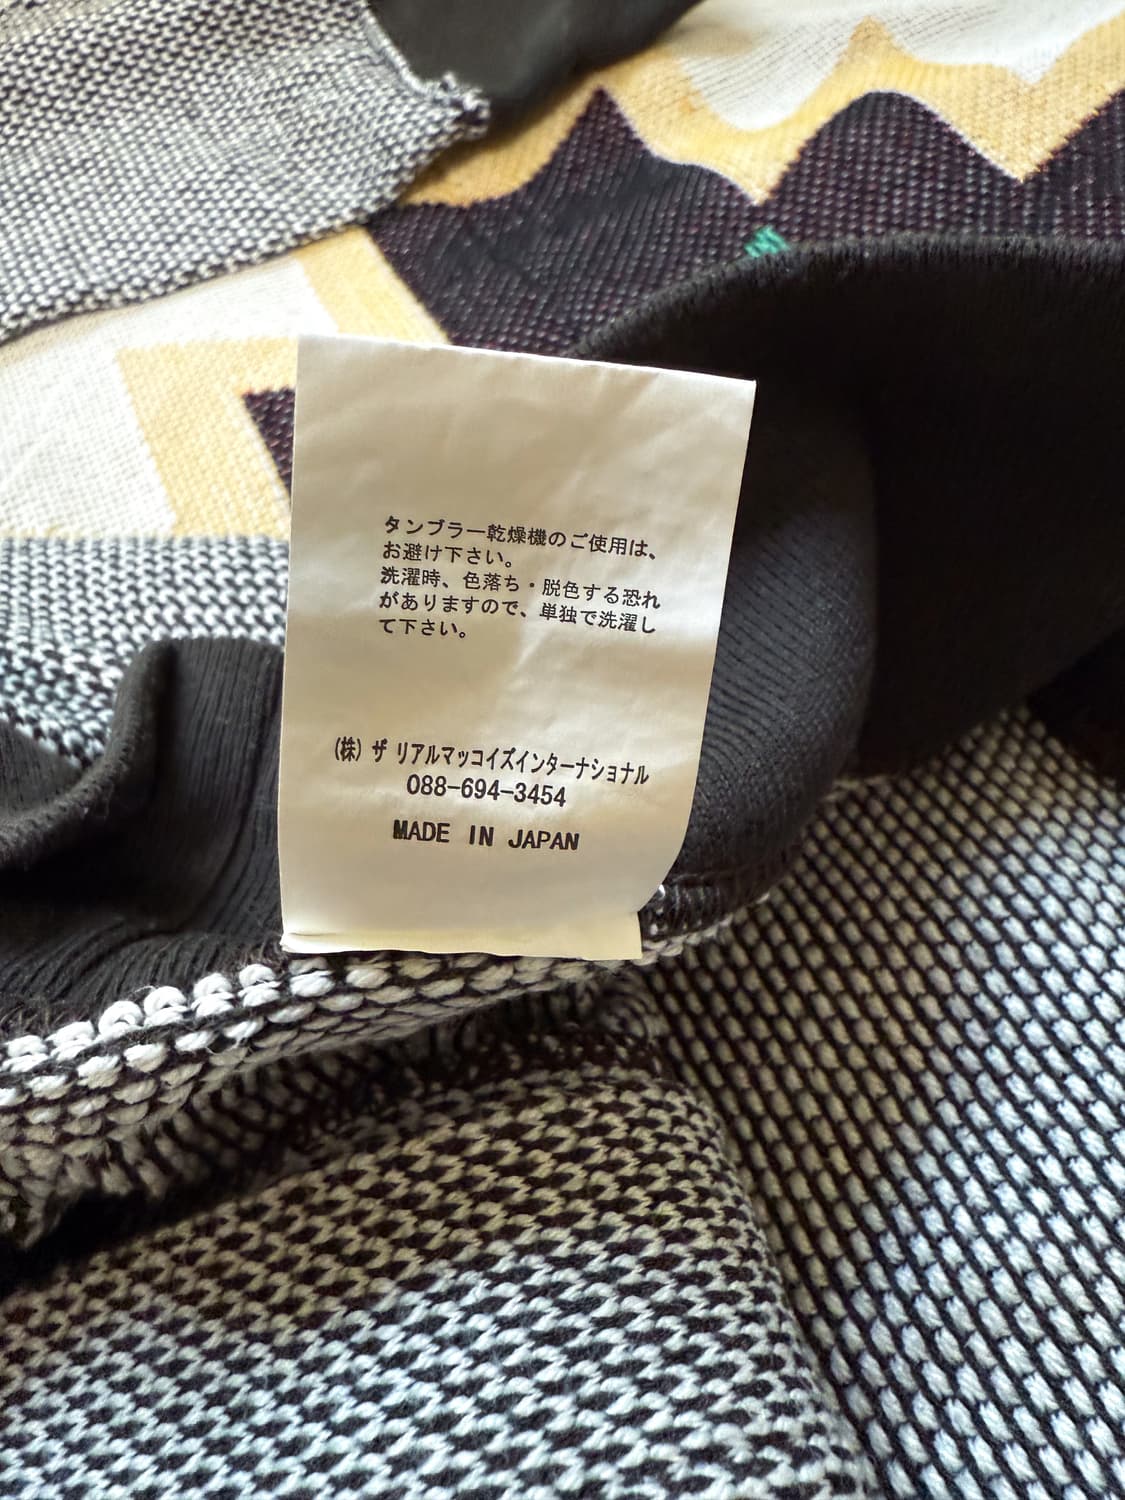 タンブラー乾燥機のご使用は、
お避け下さい。
洗濯時、色落ち・脱色する恐れ
がありますので、単独で洗濯し
て下さい。
(株) ザ リアルマッコイズインターナショナル
088-694-3454
MADE IN JAPAN